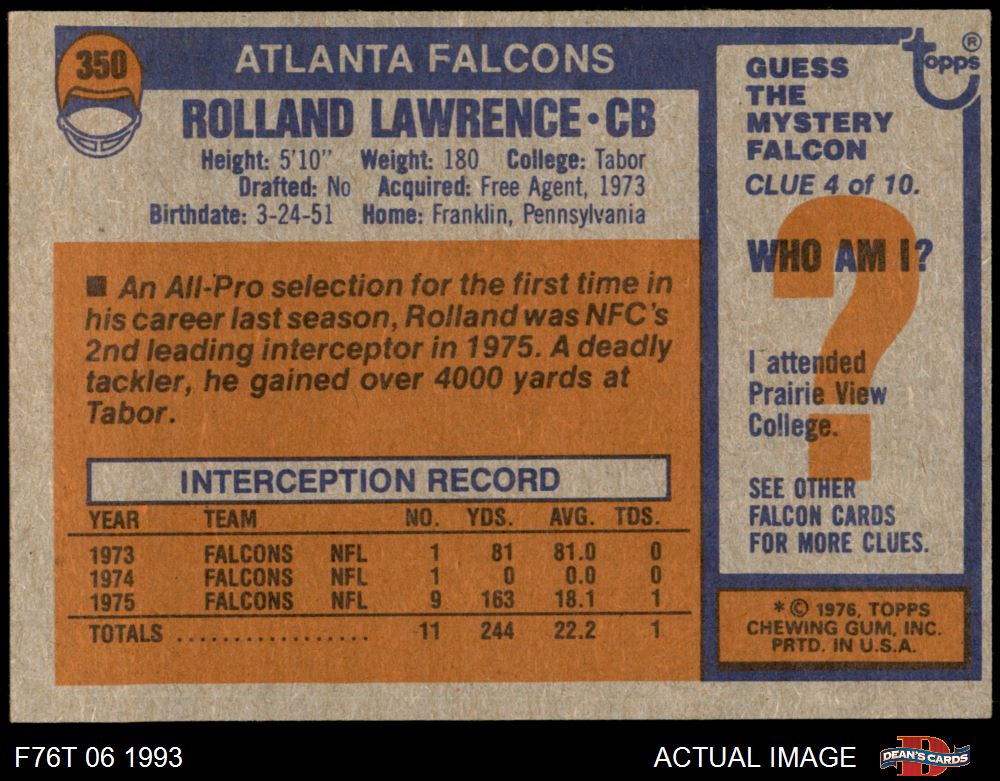 350
ATLANTA FALCONS
ROLLAND LAWRENCE • CB
Height: 5'10" Weight: 180 College: Tabor
Drafted: No Acquired: Free Agent, 1973
Birthdate: 3-24-51 Home: Franklin, Pennsylvania
■ An All-Pro selection for the first time in
his career last season, Rolland was NFC's
2nd leading interceptor in 1975. A deadly
tackler, he gained over 4000 yards at
Tabor.
INTERCEPTION RECORD
YEAR TEAM NO. YDS. AVG. TDS.
1973 FALCONS NFL 1 81 81.0 0
1974 FALCONS NFL 1 0 0.0 0
1975 FALCONS NFL 9 163 18.1 1
TOTALS .................. 11 244 22.2 1
topps®
GUESS
THE
MYSTERY
FALCON
CLUE 4 of 10.
?
WHO AM I?
I attended
Prairie View
College.
SEE OTHER
FALCON CARDS
FOR MORE CLUES.
* © 1976, TOPPS
CHEWING GUM, INC.
PRTD. IN U.S.A.
F76T 06 1993
ACTUAL IMAGE
D
DEAN'S CARDS